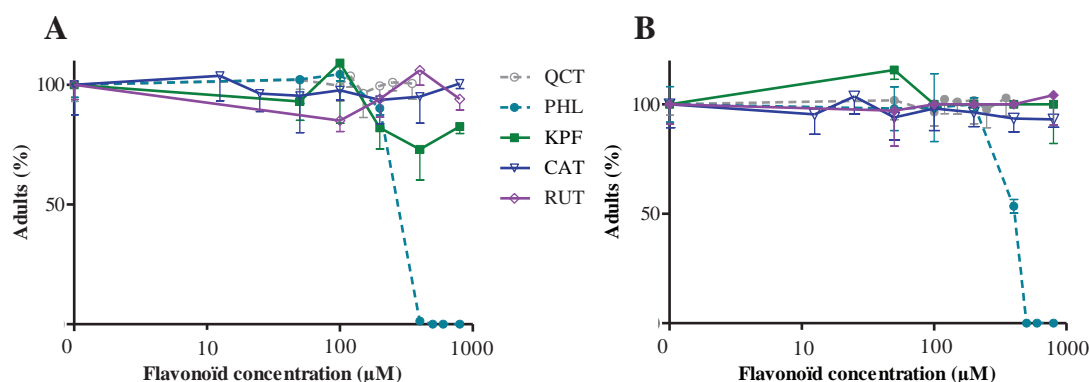 A
B
100
50
Adults (%)
0
10
100
1000
Flavonoïd concentration (µM)
QCT
PHL
KPF
CAT
RUT
100
50
Adults (%)
0
10
100
1000
Flavonoïd concentration (µM)